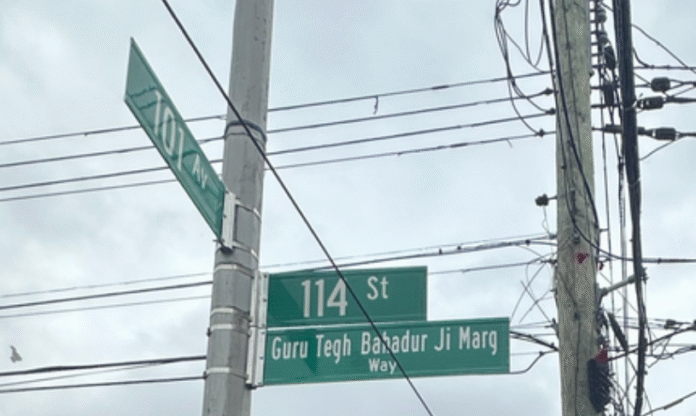 101 AV
114 St
Guru Tegh Bahadur Ji Marg
Way